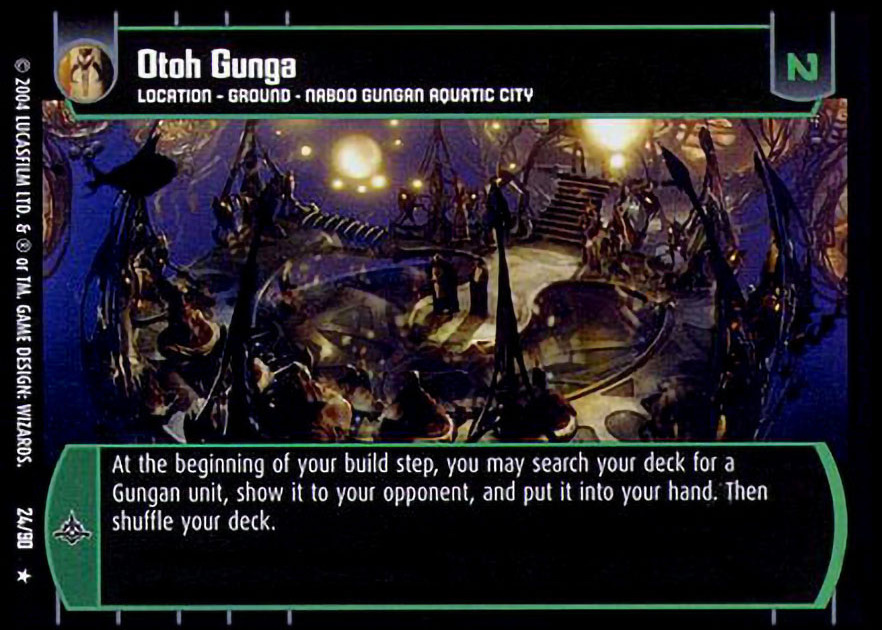 Otoh Gunga
LOCATION - GROUND - NABOO GUNGAN AQUATIC CITY
N
At the beginning of your build step, you may search your deck for a
Gungan unit, show it to your opponent, and put it into your hand. Then
shuffle your deck.
© 2004 LUCASFILM LTD. & ® or TM. GAME DESIGN: WIZARDS. 24/90 ★